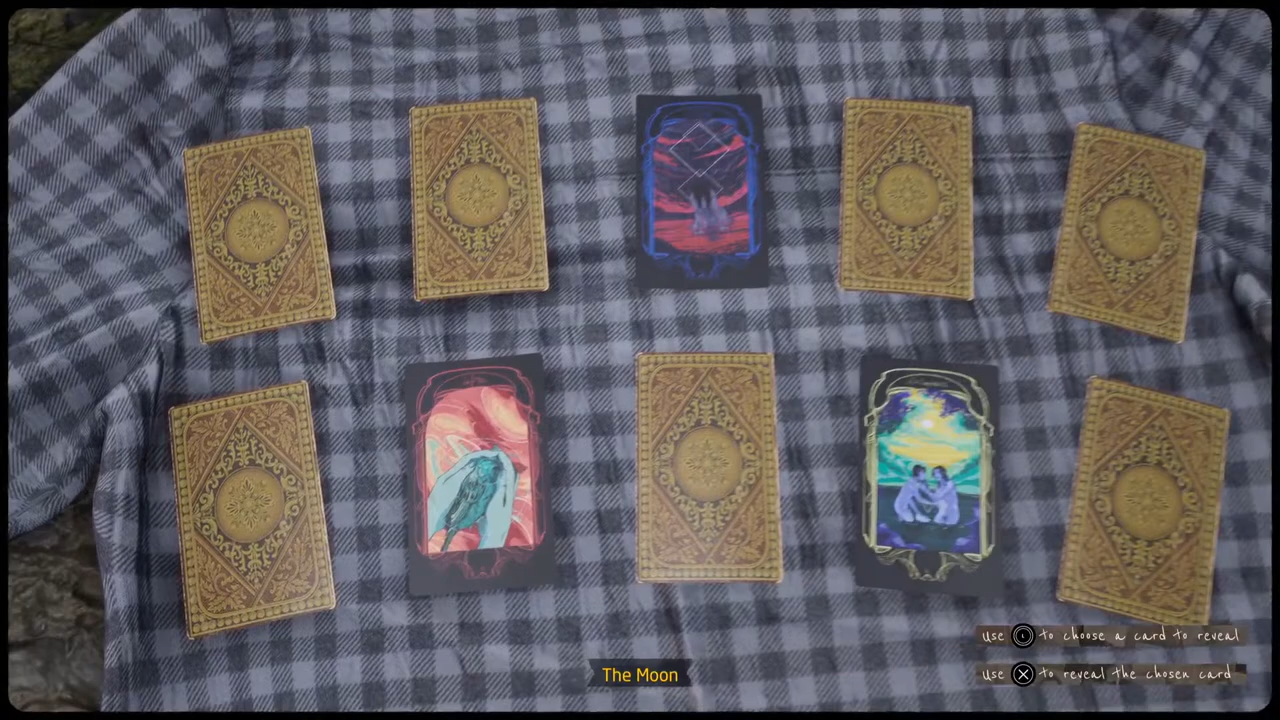 use L to choose a card to reveal
The Moon
use X to reveal the chosen card